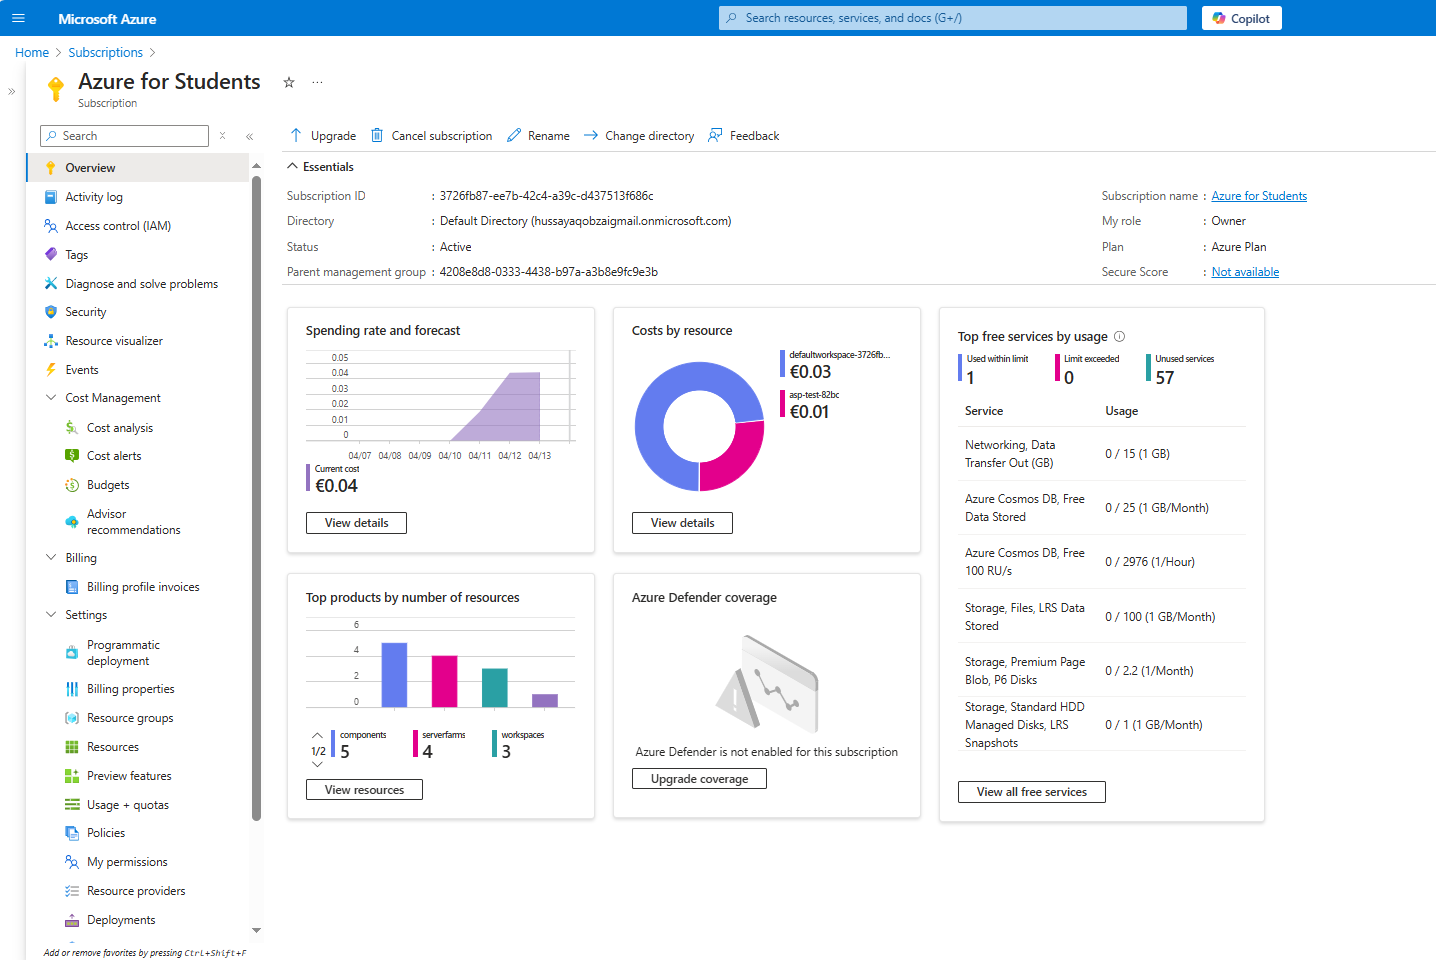 Microsoft Azure
Search resources, services, and docs (G+/)
Copilot
Home > Subscriptions >
Azure for Students
Subscription
Search
Overview
Activity log
Access control (IAM)
Tags
Diagnose and solve problems
Security
Resource visualizer
Events
Cost Management
Cost analysis
Cost alerts
Budgets
Advisor
recommendations
Billing
Billing profile invoices
Settings
Programmatic
deployment
Billing properties
Resource groups
Resources
Preview features
Usage + quotas
Policies
My permissions
Resource providers
Deployments
Add or remove favorites by pressing Ctrl+Shift+F
Upgrade Cancel subscription Rename Change directory Feedback
Essentials
Subscription ID : 3726fb87-ee7b-42c4-a39c-d437513f686c
Directory : Default Directory (hussayaqobzaigmail.onmicrosoft.com)
Status : Active
Parent management group : 4208e8d8-0333-4438-b97a-a3b8e9fc9e3b
Subscription name : Azure for Students
My role : Owner
Plan : Azure Plan
Secure Score : Not available
Spending rate and forecast
0.05
0.04
0.03
0.02
0.01
0
04/07 04/08 04/09 04/10 04/11 04/12 04/13
Current cost
€0.04
View details
Costs by resource
defaultworkspace-3726fb...
€0.03
asp-test-82bc
€0.01
View details
Top free services by usage
Used within limit
1
Limit exceeded
0
Unused services
57
Service Usage
Networking, Data
Transfer Out (GB)
0 / 15 (1 GB)
Azure Cosmos DB, Free
Data Stored
0 / 25 (1 GB/Month)
Azure Cosmos DB, Free
100 RU/s
0 / 2976 (1/Hour)
Storage, Files, LRS Data
Stored
0 / 100 (1 GB/Month)
Storage, Premium Page
Blob, P6 Disks
0 / 2.2 (1/Month)
Storage, Standard HDD
Managed Disks, LRS
Snapshots
0 / 1 (1 GB/Month)
View all free services
Top products by number of resources
6
4
2
0
1/2
components
5
serverfarms
4
workspaces
3
View resources
Azure Defender coverage
Azure Defender is not enabled for this subscription
Upgrade coverage